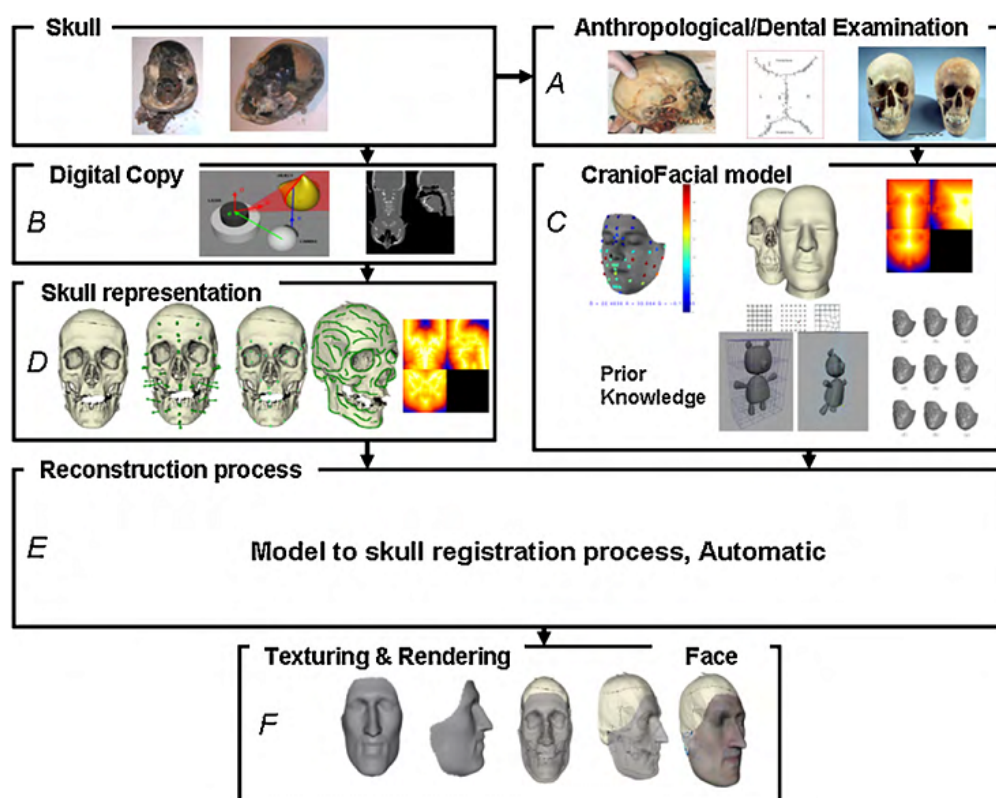 Skull
Anthropological/Dental Examination
A
Digital Copy
B
CranioFacial model
C
Skull representation
D
Prior
Knowledge
Reconstruction process
E
Model to skull registration process, Automatic
Texturing & Rendering
Face
F